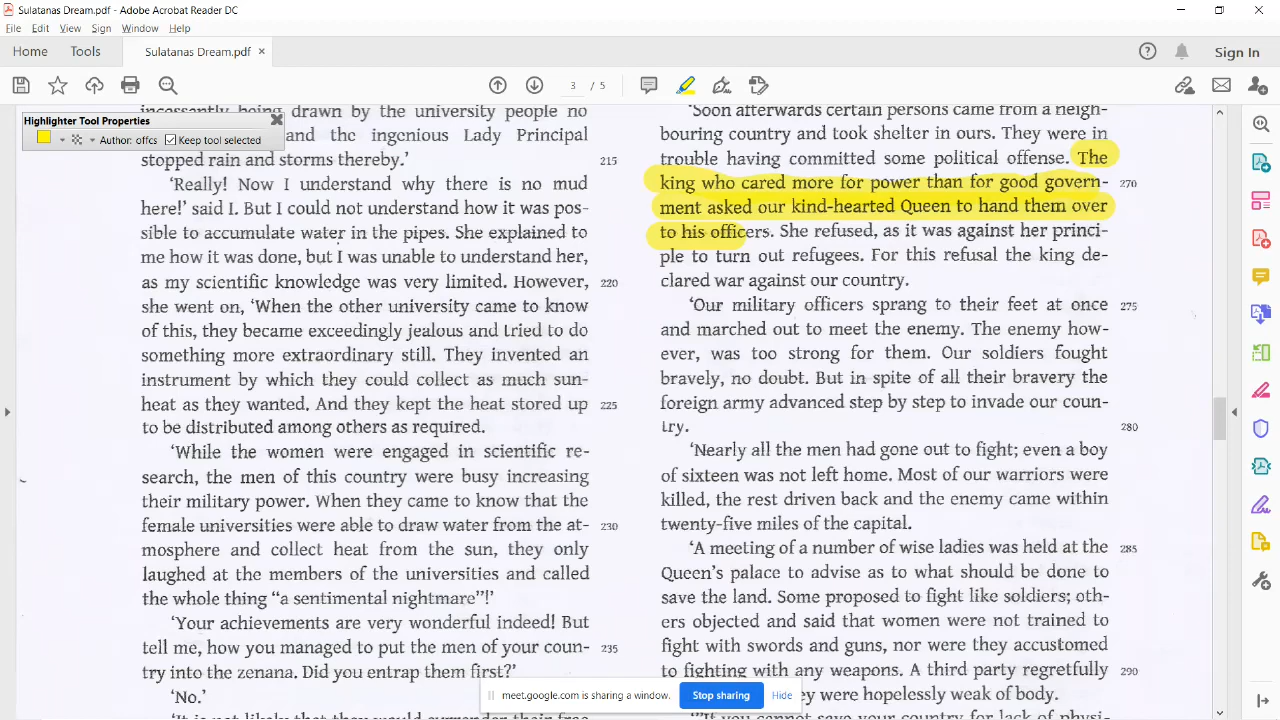 Sulatanas Dream.pdf - Adobe Acrobat Reader DC
File Edit View Sign Window Help
Home Tools Sulatanas Dream.pdf × Sign In
3 / 5
Highlighter Tool Properties
Author: offcs Keep tool selected
incessantly being drawn by the university people no
and the ingenious Lady Principal
stopped rain and storms thereby.’ 215
‘Really! Now I understand why there is no mud
here!’ said I. But I could not understand how it was pos-
sible to accumulate water in the pipes. She explained to
me how it was done, but I was unable to understand her,
as my scientific knowledge was very limited. However, 220
she went on, ‘When the other university came to know
of this, they became exceedingly jealous and tried to do
something more extraordinary still. They invented an
instrument by which they could collect as much sun-
heat as they wanted. And they kept the heat stored up 225
to be distributed among others as required.
‘While the women were engaged in scientific re-
search, the men of this country were busy increasing
their military power. When they came to know that the
female universities were able to draw water from the at- 230
mosphere and collect heat from the sun, they only
laughed at the members of the universities and called
the whole thing “a sentimental nightmare”!’
‘Your achievements are very wonderful indeed! But
tell me, how you managed to put the men of your coun- 235
try into the zenana. Did you entrap them first?’
‘No.’
‘It is not likely that they would surrender their free
‘Soon afterwards certain persons came from a neigh-
bouring country and took shelter in ours. They were in
trouble having committed some political offense. The
king who cared more for power than for good govern- 270
ment asked our kind-hearted Queen to hand them over
to his officers. She refused, as it was against her princi-
ple to turn out refugees. For this refusal the king de-
clared war against our country.
‘Our military officers sprang to their feet at once 275
and marched out to meet the enemy. The enemy how-
ever, was too strong for them. Our soldiers fought
bravely, no doubt. But in spite of all their bravery the
foreign army advanced step by step to invade our coun-
try. 280
‘Nearly all the men had gone out to fight; even a boy
of sixteen was not left home. Most of our warriors were
killed, the rest driven back and the enemy came within
twenty-five miles of the capital.
‘A meeting of a number of wise ladies was held at the 285
Queen’s palace to advise as to what should be done to
save the land. Some proposed to fight like soldiers; oth-
ers objected and said that women were not trained to
fight with swords and guns, nor were they accustomed
to fighting with any weapons. A third party regretfully 290
ey were hopelessly weak of body.
‘“If you cannot save your country for lack of physi-
meet.google.com is sharing a window. Stop sharing Hide